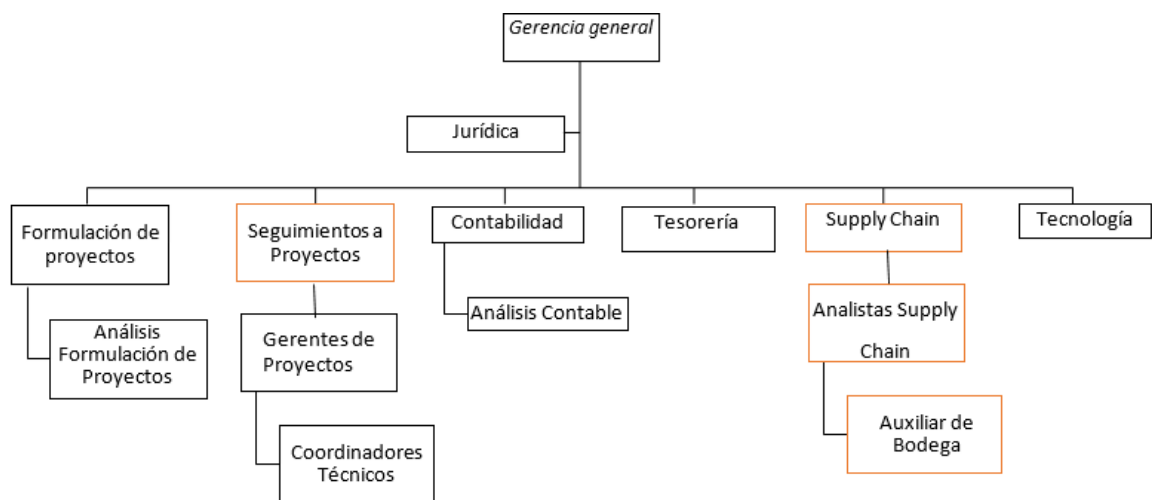 Gerencia general
Jurídica
Formulación de
proyectos
Seguimientos a
Proyectos
Contabilidad
Tesorería
Supply Chain
Tecnología
Análisis
Formulación de
Proyectos
Gerentes de
Proyectos
Análisis Contable
Analistas Supply
Chain
Coordinadores
Técnicos
Auxiliar de
Bodega